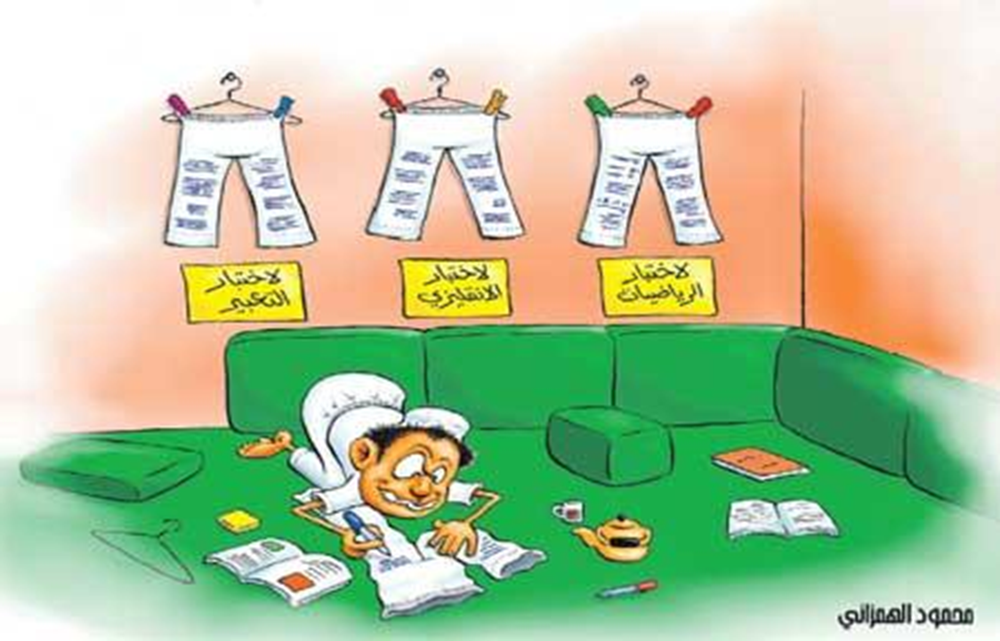 لاختبار
الرياضيات
لاختبار
الانقليزي
لاختبار
التعبير
محمود الهمزاني